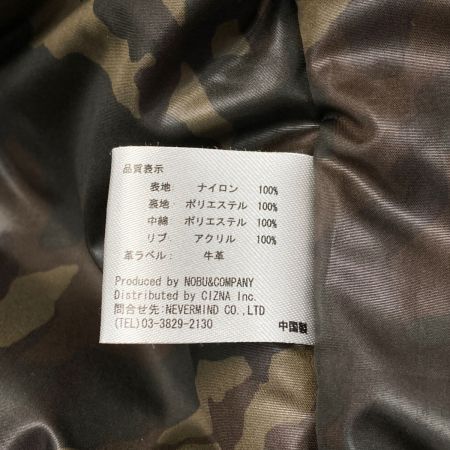 品質表示
表地 ナイロン 100%
裏地: ポリエステル 100%
中綿: ポリエステル 100%
リブ: アクリル 100%
革ラベル: 牛革
Produced by NOBU&COMPANY
Distributed by CIZNA Inc.
問合せ先:NEVERMIND CO.,LTD
(TEL)03-3829-2130
中国製